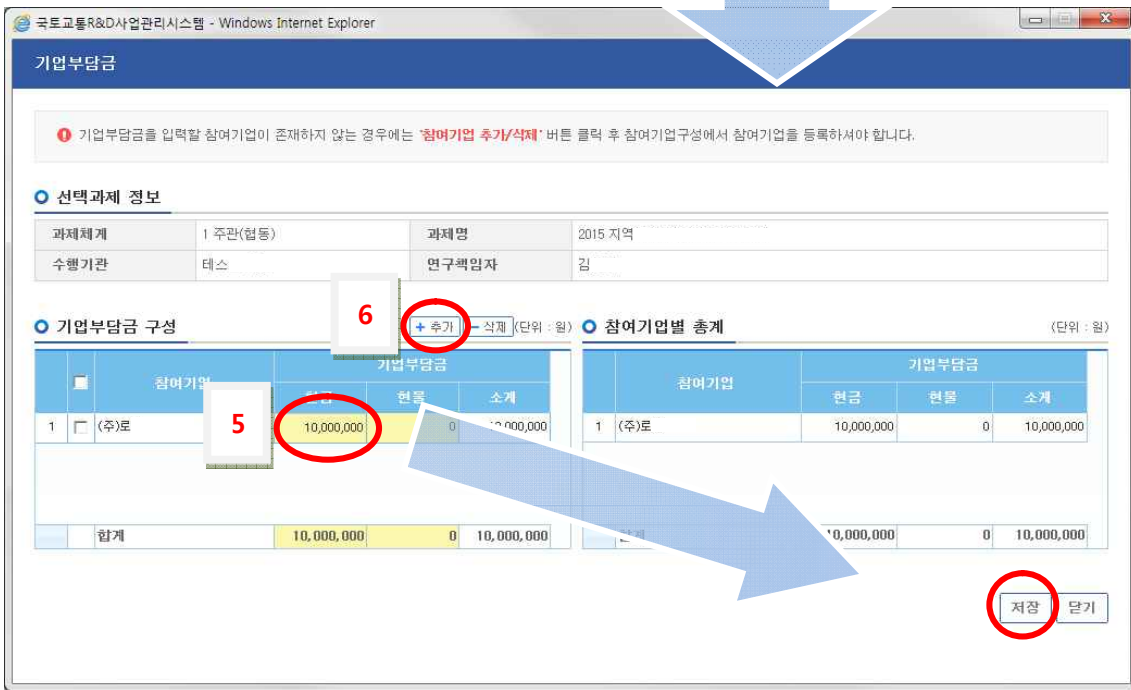 국토교통R&D사업관리시스템 - Windows Internet Explorer
기업부담금
기업부담금을 입력할 참여기업이 존재하지 않는 경우에는 '참여기업 추가/삭제' 버튼 클릭 후 참여기업구성에서 참여기업을 등록하셔야 합니다.
선택과제 정보
과제체계 1 주관(협동) 과제명 2015 지역
수행기관 테스 연구책임자 김
6
기업부담금 구성 + 추가 - 삭제 (단위 : 원)
참여기업 기업부담금
현금 현물 소계
5
1 (주)로 10,000,000 0 000,000
합계 10,000,000 0 10,000,000
참여기업별 총계 (단위 : 원)
참여기업 기업부담금
현금 현물 소계
1 (주)로 10,000,000 0 10,000,000
합계 10,000,000 0 10,000,000
저장 닫기